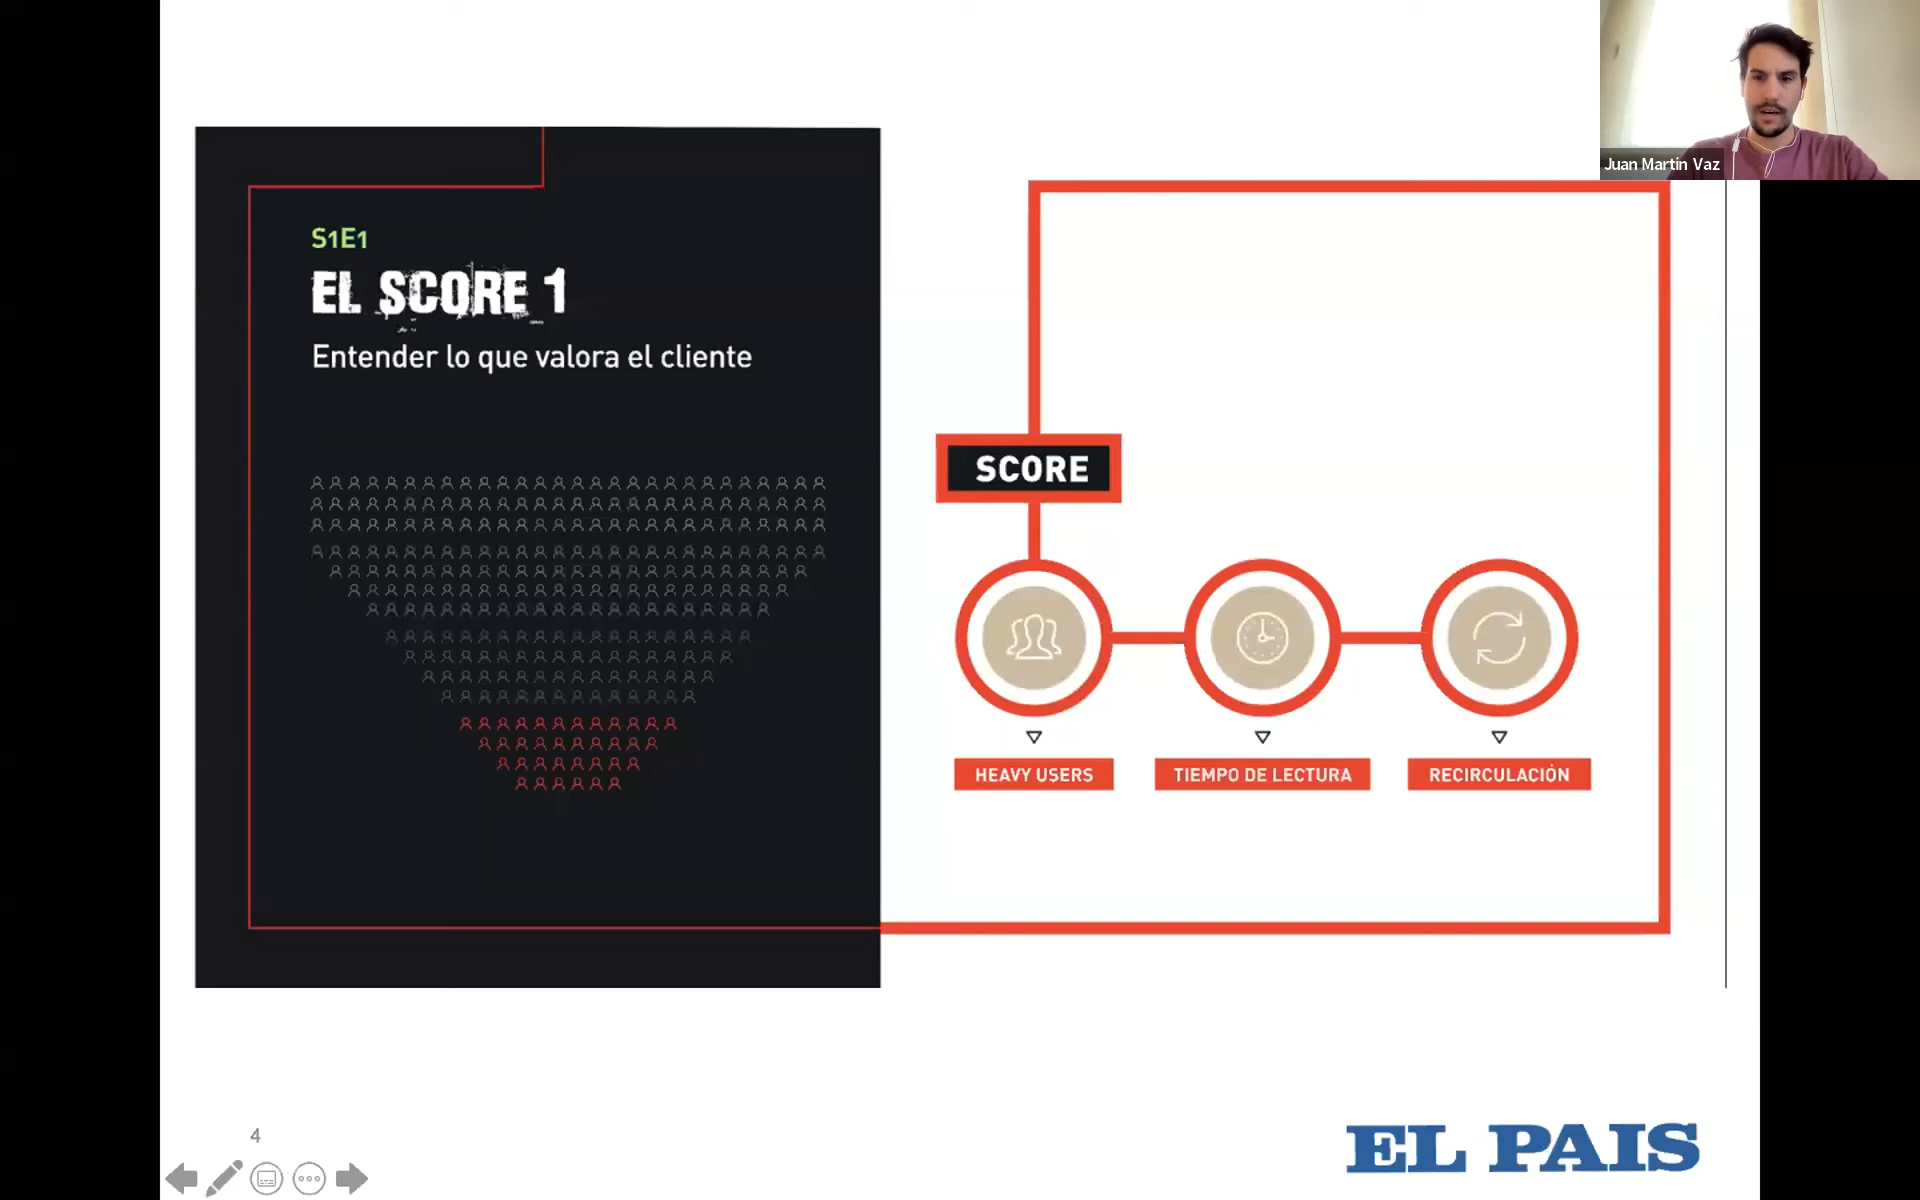 Juan Martin Vaz
S1E1
EL SCORE 1
Entender lo que valora el cliente
SCORE
HEAVY USERS
TIEMPO DE LECTURA
RECIRCULACIÓN
4
EL PAIS